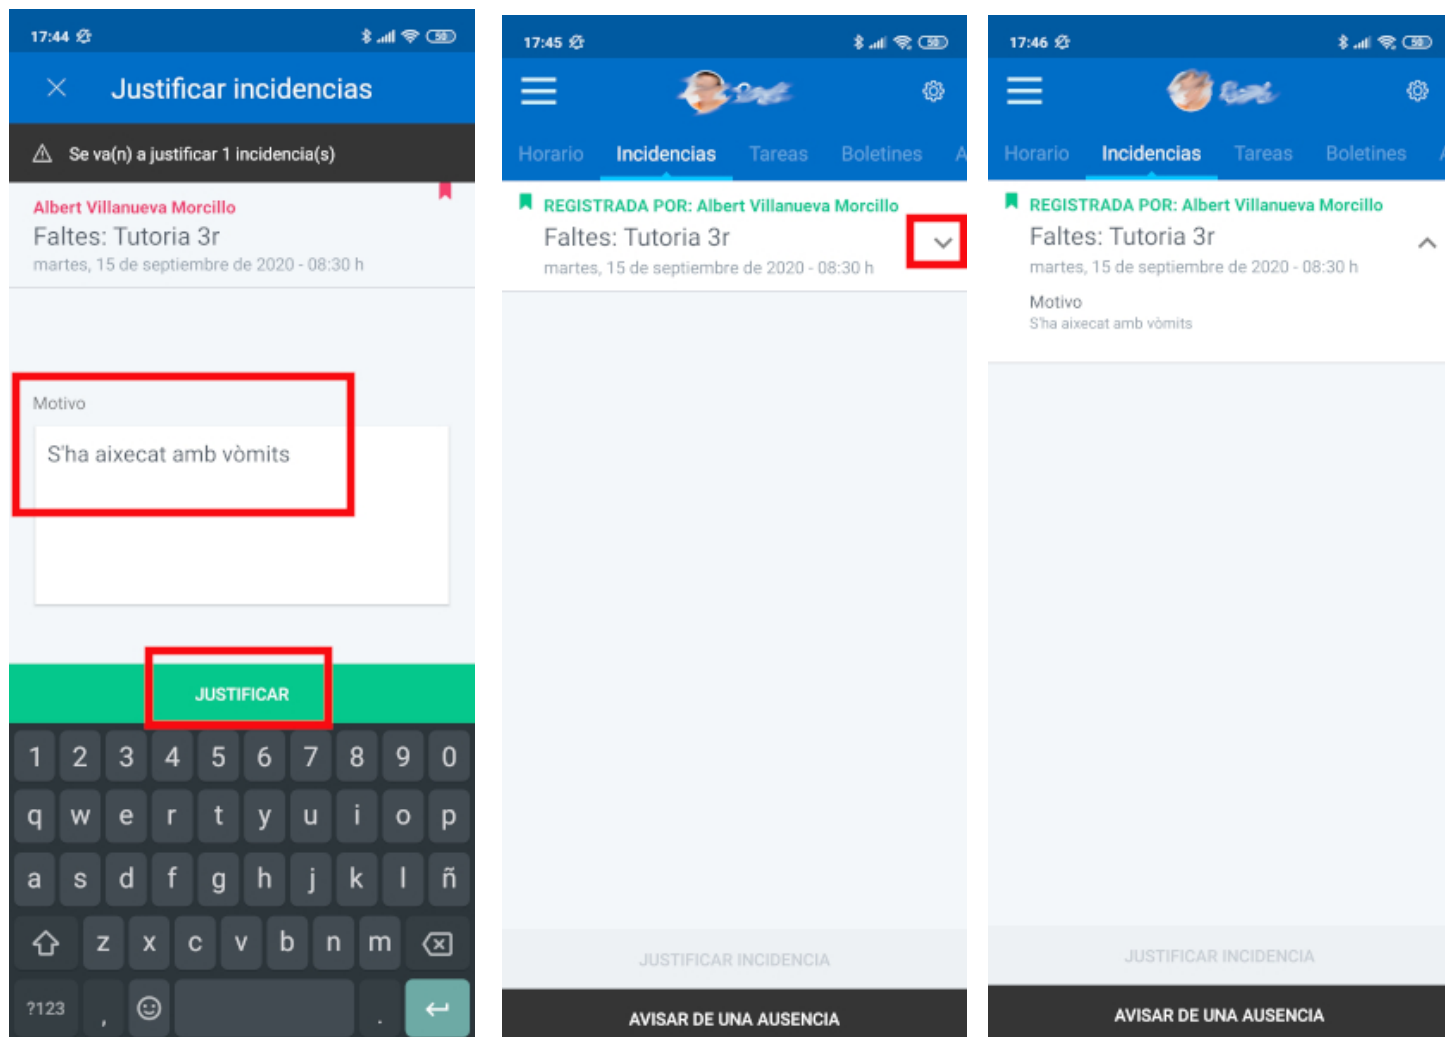 17:44
50
Justificar incidencias
Se va(n) a justificar 1 incidencia(s)
Albert Villanueva Morcillo
Faltes: Tutoria 3r
martes, 15 de septiembre de 2020 - 08:30 h
Motivo
S'ha aixecat amb vòmits
JUSTIFICAR
1 2 3 4 5 6 7 8 9 0
q w e r t y u i o p
a s d f g h j k l ñ
z x c v b n m
?123 , .
17:45
50
Horario Incidencias Tareas Boletines A
REGISTRADA POR: Albert Villanueva Morcillo
Faltes: Tutoria 3r
martes, 15 de septiembre de 2020 - 08:30 h
JUSTIFICAR INCIDENCIA
AVISAR DE UNA AUSENCIA
17:46
50
Horario Incidencias Tareas Boletines
REGISTRADA POR: Albert Villanueva Morcillo
Faltes: Tutoria 3r
martes, 15 de septiembre de 2020 - 08:30 h
Motivo
S'ha aixecat amb vòmits
JUSTIFICAR INCIDENCIA
AVISAR DE UNA AUSENCIA